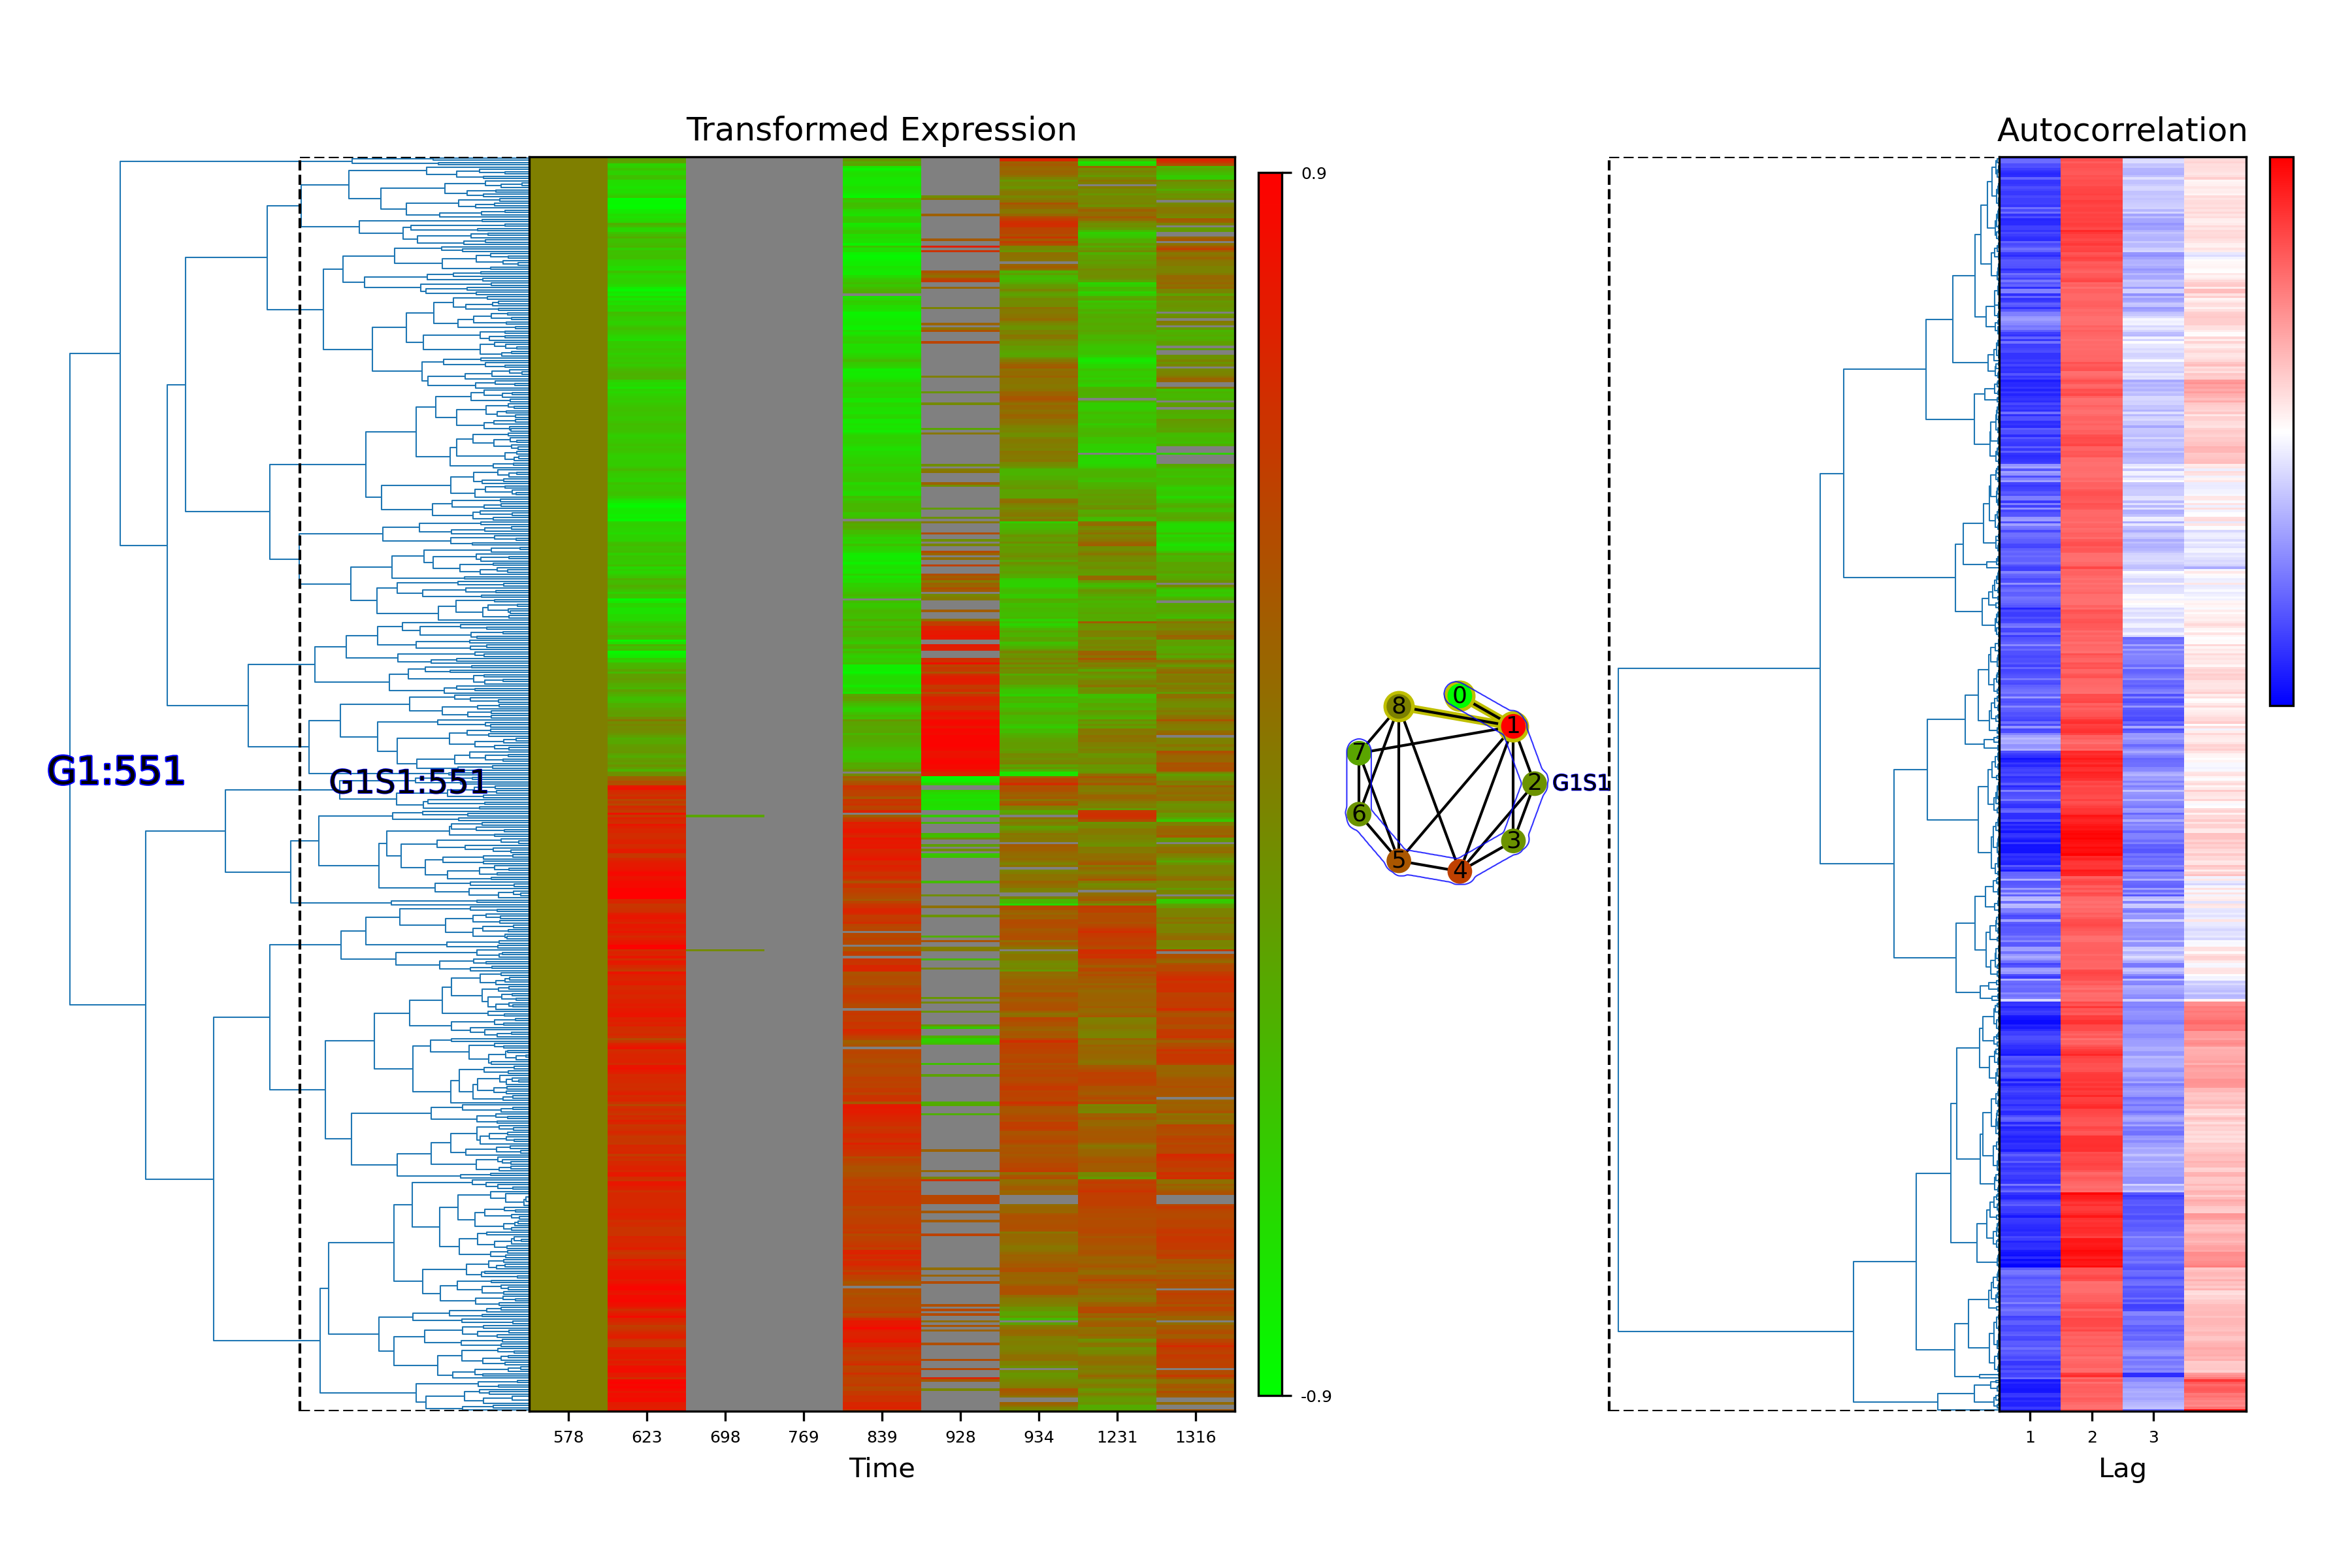 Transformed Expression
Autocorrelation
0.9
0
8
1
7
G1:551
G1S1:551
2
G1S1
6
3
5
4
-0.9
578 623 698 769 839 928 934 1231 1316
1 2 3
Time
Lag